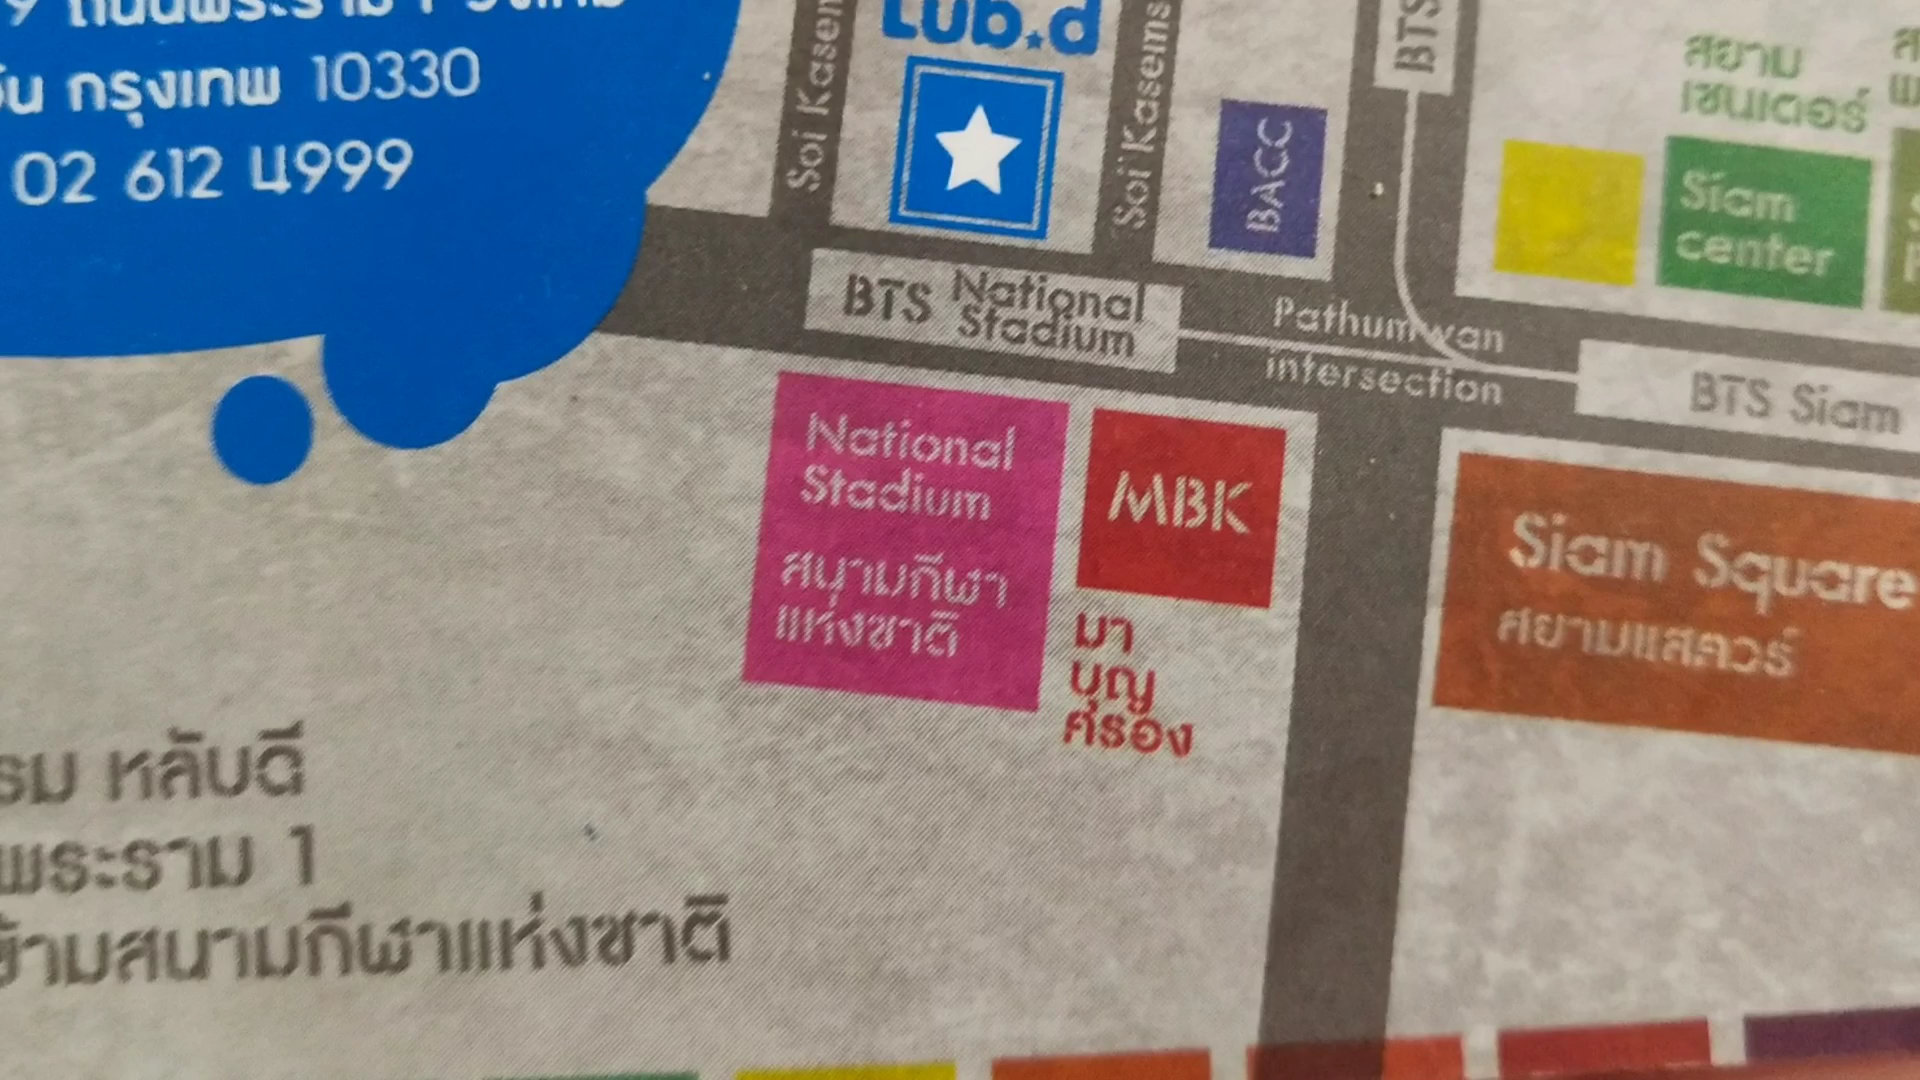 10330
กรุงเทพ
02 612 4999
Lub.d
BACC
BTS
สยาม
เซนเตอร์
Siam
center
BTS National
Stadium
Pathumwan
intersection
BTS Siam
National
Stadium
สนามกีฬา
แห่งชาติ
MBK
มา
บุญ
ครอง
Siam Square
สยามแสควร์
หลับดี
พระราม 1
ข้ามสนามกีฬาแห่งชาติ